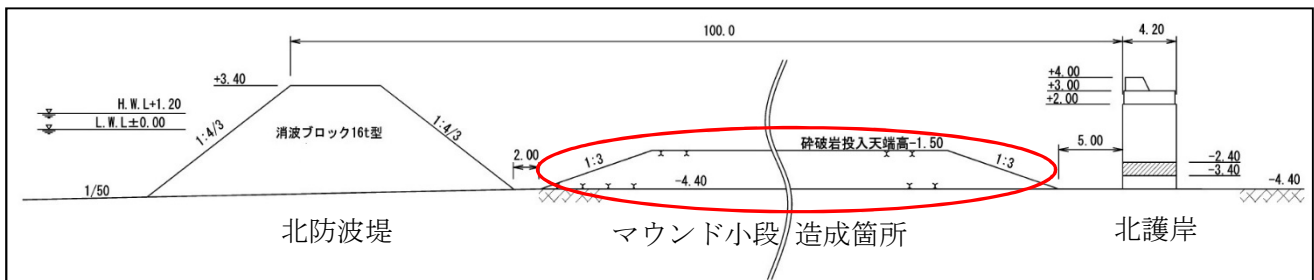 100.0
4.20
+3.40
+4.00
+3.00
+2.00
H.W.L+1.20
L.W.L±0.00
1:4/3
消波ブロック16t型
1:4/3
2.00
1:3
砕破岩投入天端高-1.50
1:3
5.00
-2.40
-3.40
1/50
-4.40
-4.40
北防波堤
マウンド小段 造成箇所
北護岸